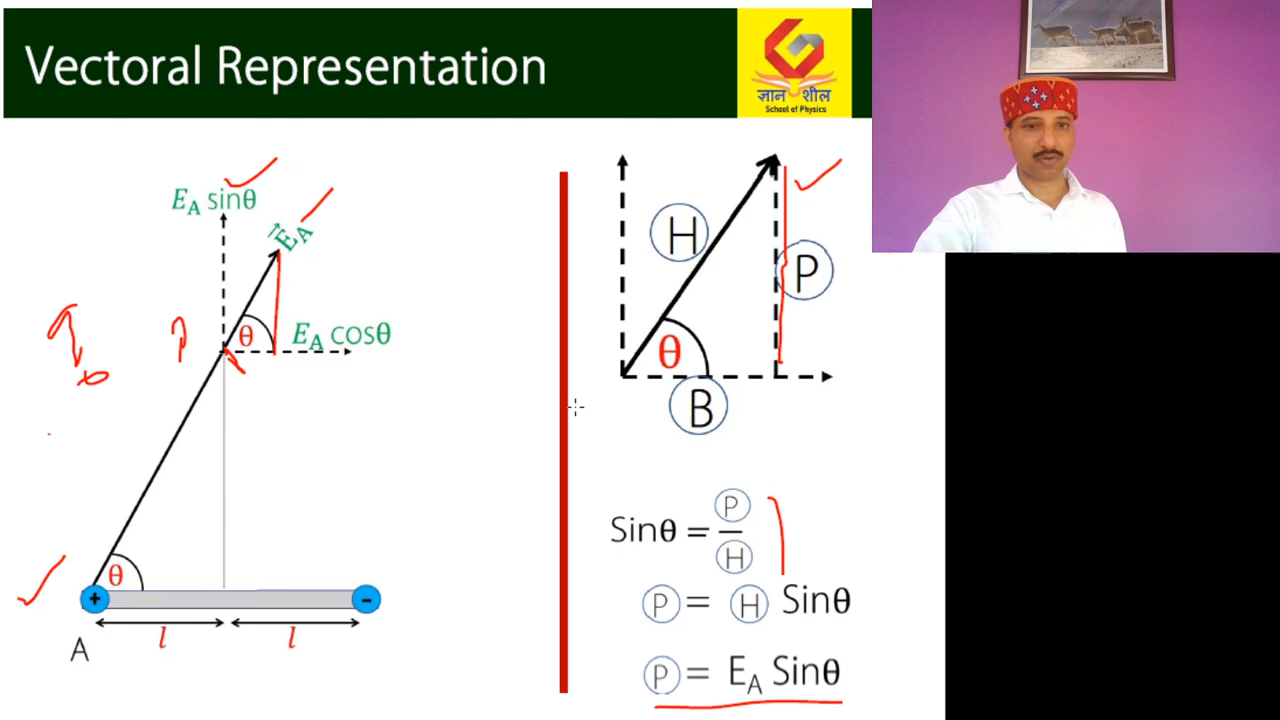 Vectoral Representation
ज्ञान शील
School of Physics
E_A sinθ
E_A
θ
E_A cosθ
θ
+
-
l
l
A
H
P
θ
B
Sinθ = P/H
P = H Sinθ
P = E_A Sinθ